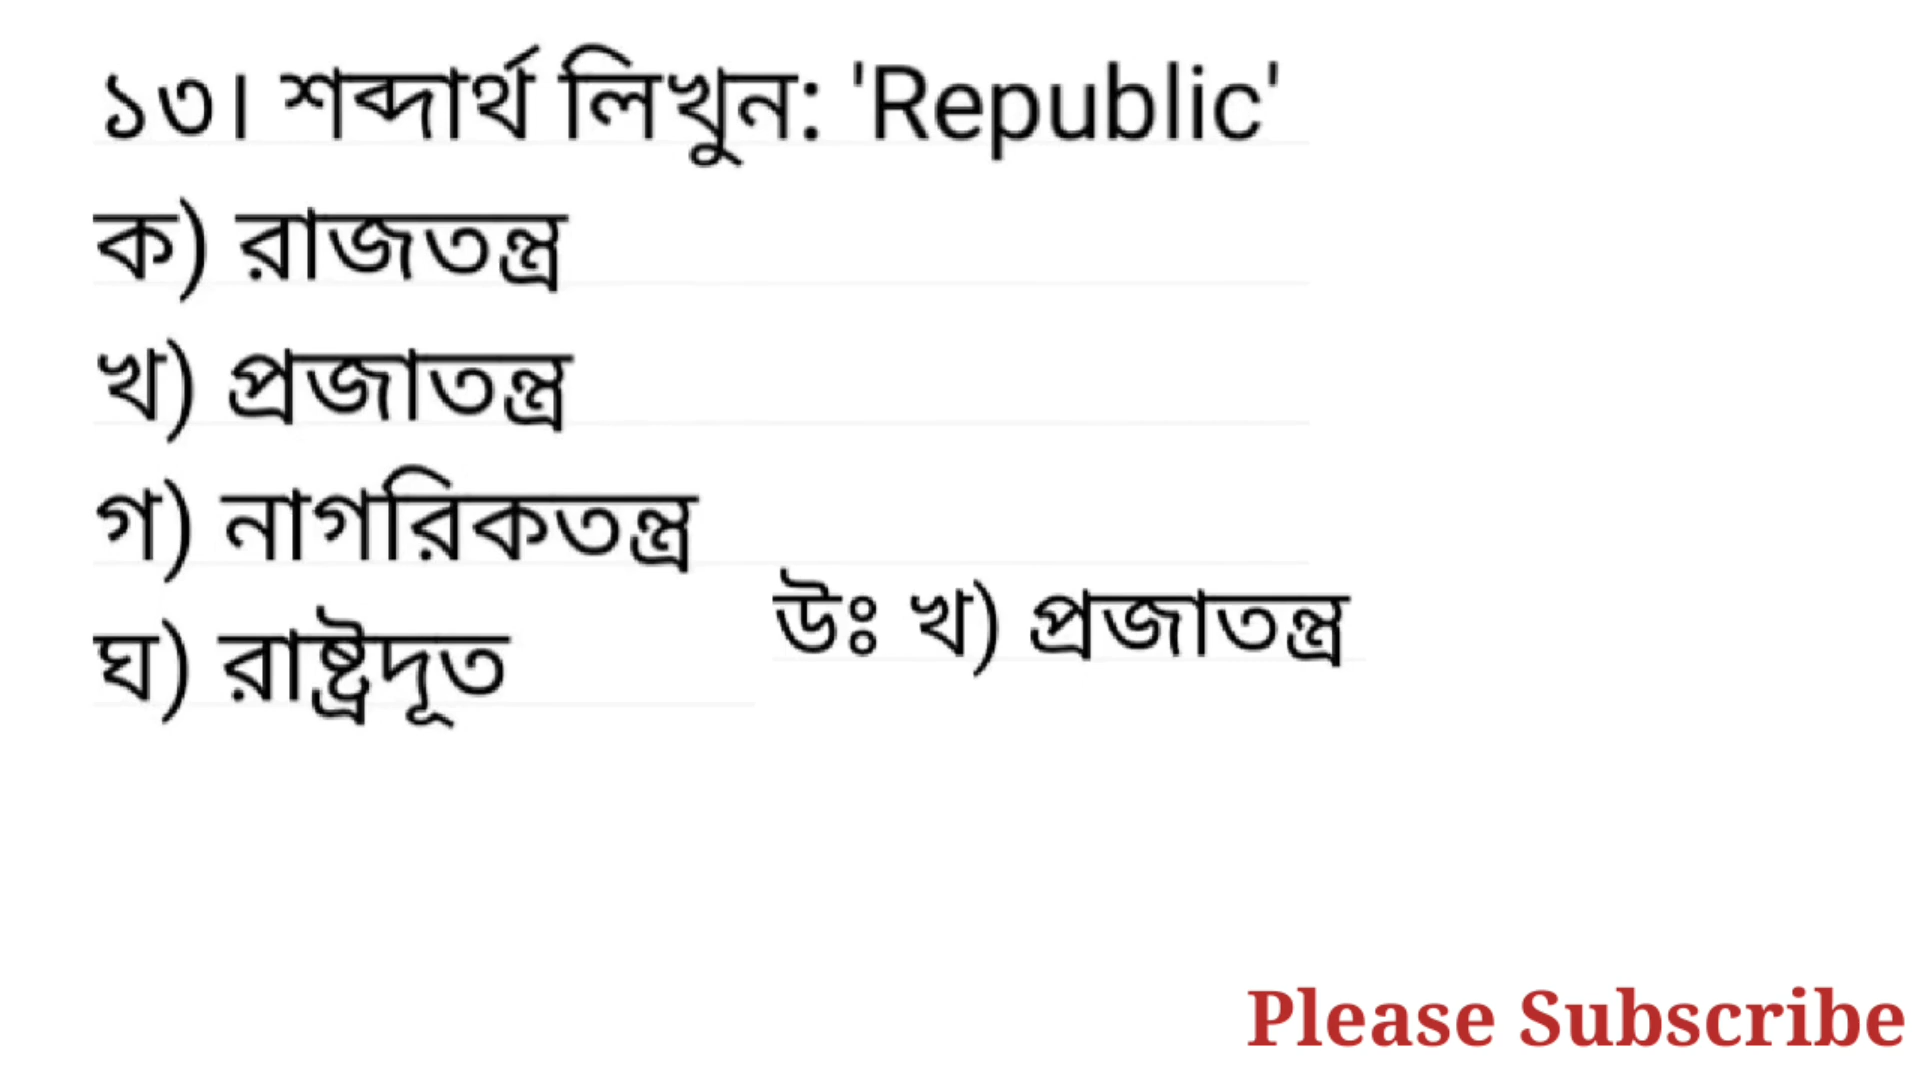 ১৩। শব্দার্থ লিখুন: 'Republic'
ক) রাজতন্ত্র
খ) প্রজাতন্ত্র
গ) নাগরিকতন্ত্র
ঘ) রাষ্ট্রদূত
উঃ খ) প্রজাতন্ত্র
Please Subscribe